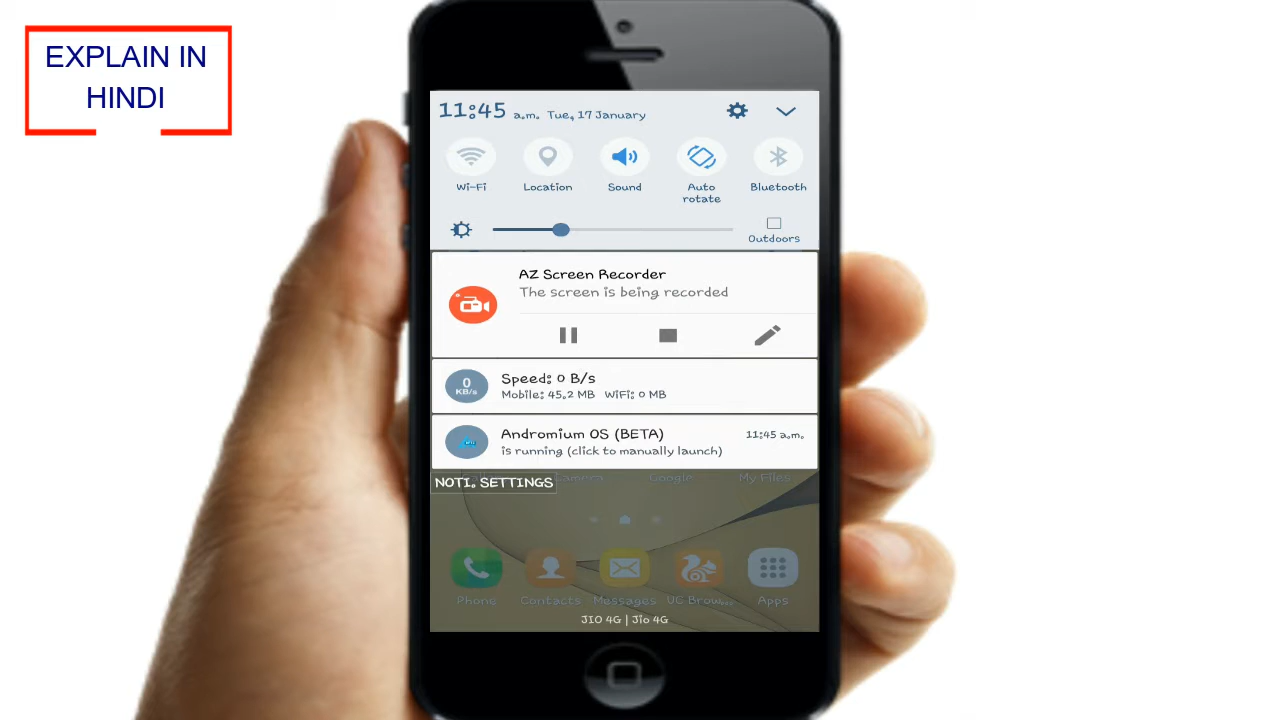 EXPLAIN IN
HINDI
11:45 a.m. Tue, 17 January
Wi-Fi Location Sound Auto rotate Bluetooth
Outdoors
AZ Screen Recorder
The screen is being recorded
0 KB/s
Speed: 0 B/s
Mobile: 45.2 MB WiFi: 0 MB
Andromium OS (BETA) 11:45 a.m.
is running (click to manually launch)
NOTI. SETTINGS Google My Files
Phone Contacts Messages UC Brow... Apps
JIO 4G | Jio 4G